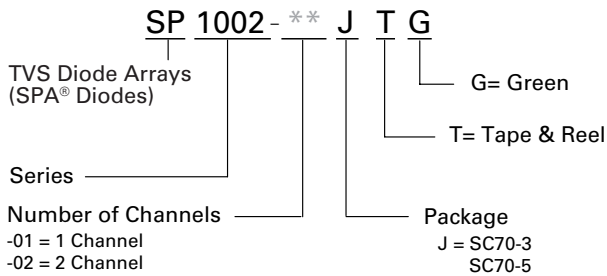 SP 1002 - ** J T G
TVS Diode Arrays
(SPA® Diodes)
G= Green
T= Tape & Reel
Series
Number of Channels
-01 = 1 Channel
-02 = 2 Channel
Package
J = SC70-3
SC70-5